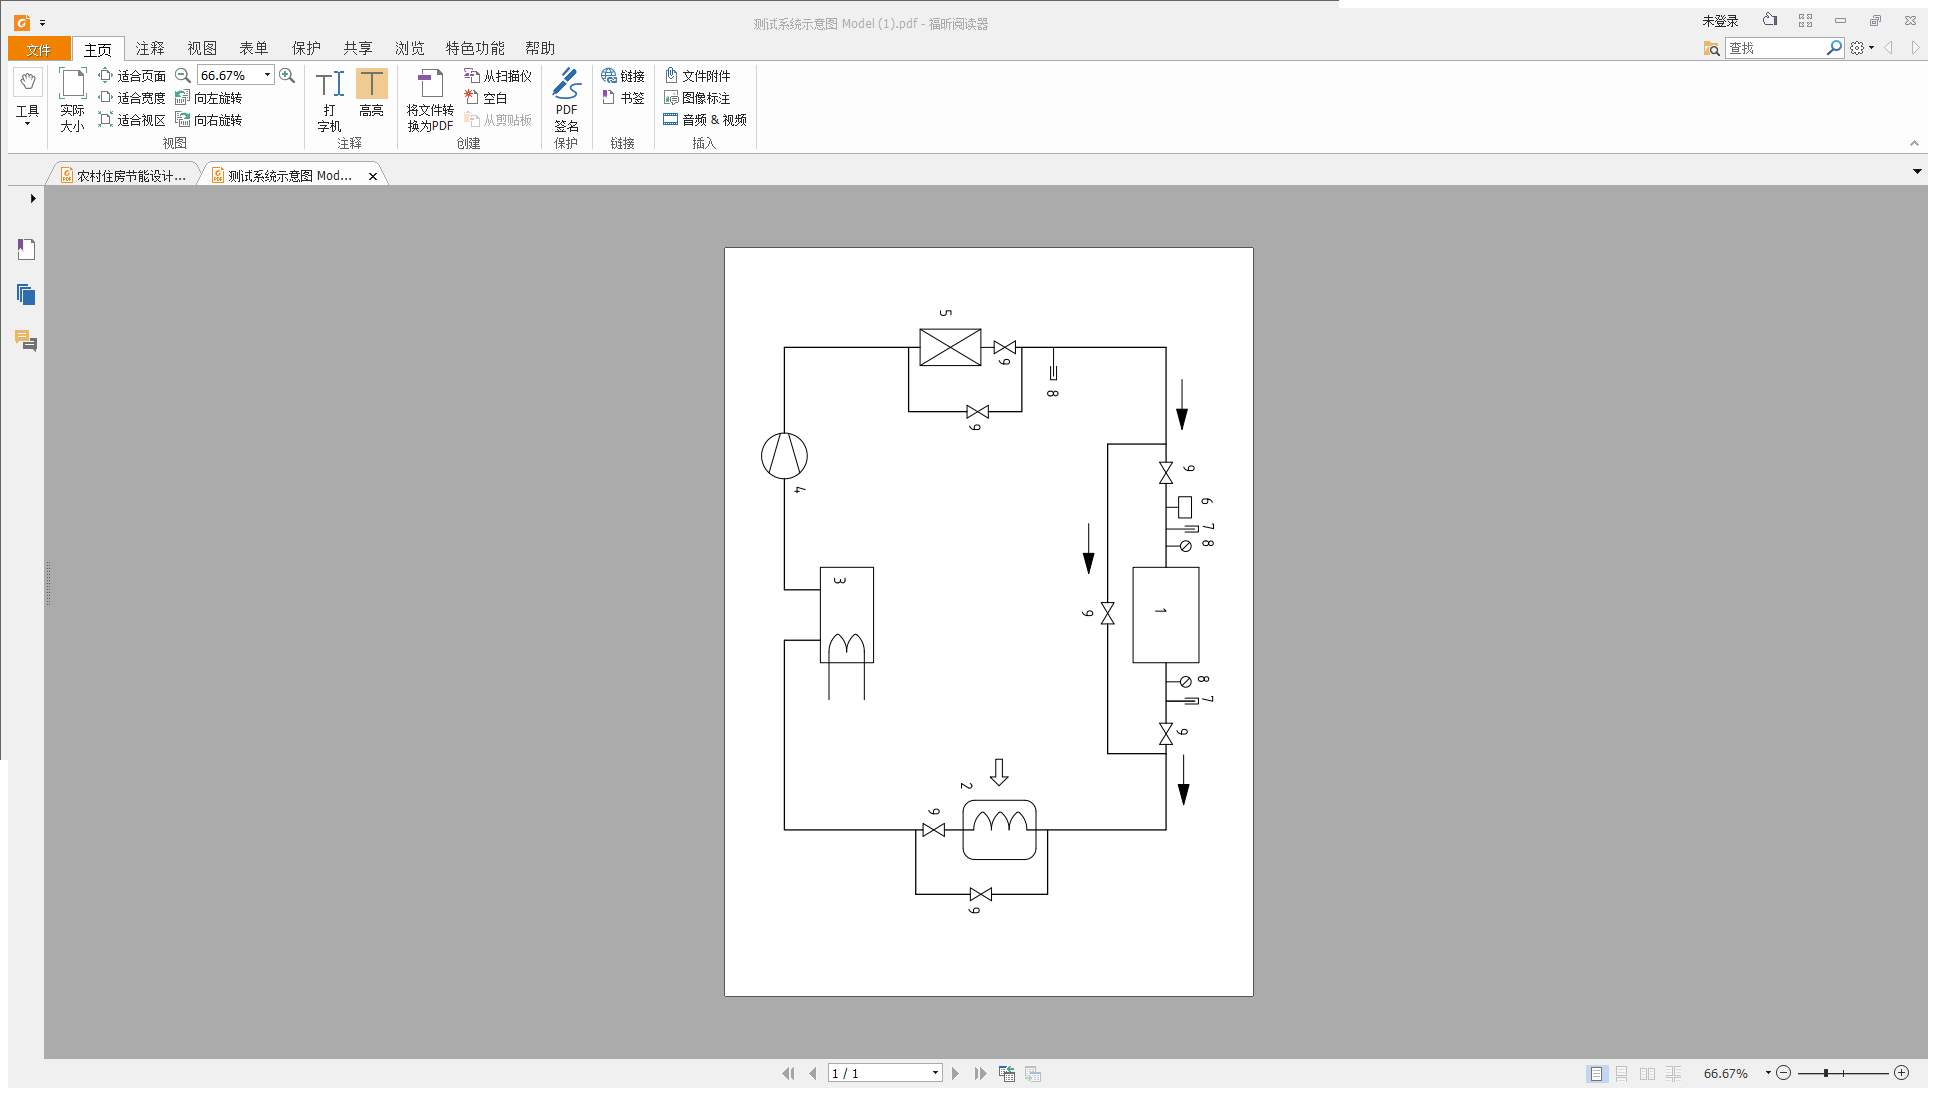 测试系统示意图 Model (1).pdf - 福昕阅读器
未登录
文件
主页
注释
视图
表单
保护
共享
浏览
特色功能
帮助
查找
工具
实际
大小
适合页面
适合宽度
适合视区
66.67%
向左旋转
向右旋转
视图
打
字机
高亮
注释
将文件转
换为PDF
从扫描仪
空白
从剪贴板
创建
PDF
签名
保护
链接
书签
链接
文件附件
图像标注
音频 & 视频
插入
农村住房节能设计...
测试系统示意图 Mod...
5
9
8
9
9
4
6
7
8
3
9
1
8
7
9
2
9
9
1 / 1
66.67%